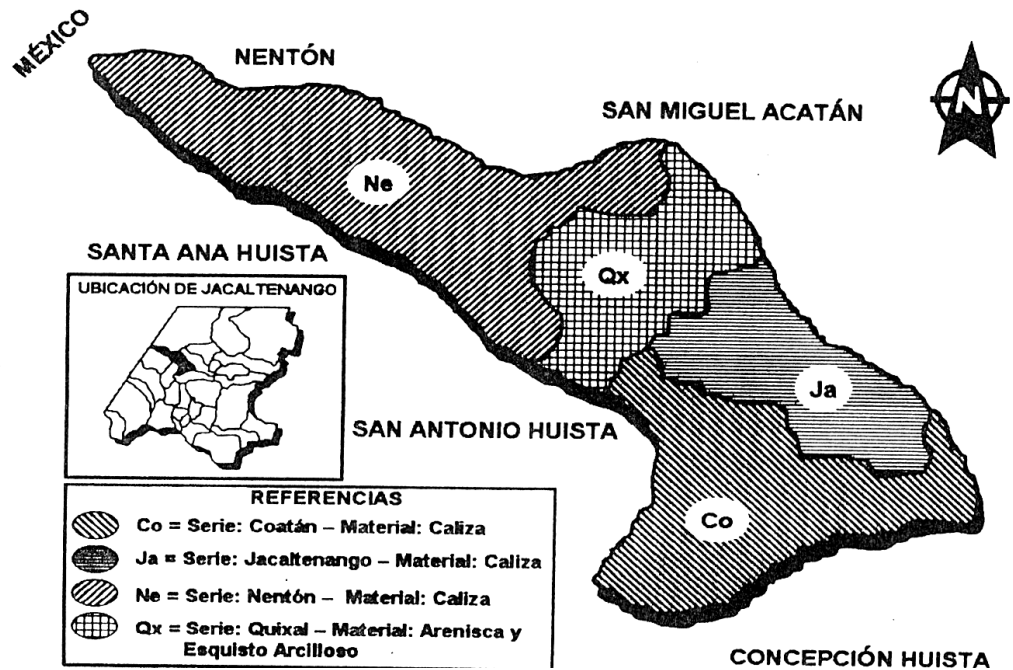 MÉXICO
NENTÓN
N
SAN MIGUEL ACATÁN
Ne
SANTA ANA HUISTA
Qx
UBICACIÓN DE JACALTENANGO
Ja
SAN ANTONIO HUISTA
Co
REFERENCIAS
Co = Serie: Coatán – Material: Caliza
Ja = Serie: Jacaltenango – Material: Caliza
Ne = Serie: Nentón – Material: Caliza
Qx = Serie: Quixal – Material: Arenisca y
Esquisto Arcilloso
CONCEPCIÓN HUISTA